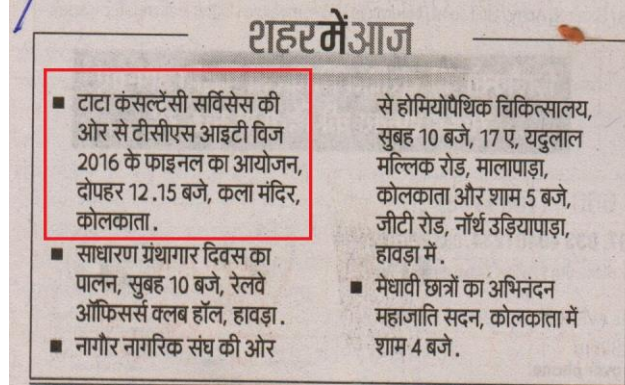 शहर में आज
■ टाटा कंसल्टेंसी सर्विसेस की
ओर से टीसीएस आइटी विज
2016 के फाइनल का आयोजन,
दोपहर 12.15 बजे, कला मंदिर,
कोलकाता.
■ साधारण ग्रंथागार दिवस का
पालन, सुबह 10 बजे, रेलवे
ऑफिसर्स क्लब हॉल, हावड़ा.
■ नागौर नागरिक संघ की ओर
से होमियोपैथिक चिकित्सालय,
सुबह 10 बजे, 17 ए, यदुलाल
मल्लिक रोड, मालापाड़ा,
कोलकाता और शाम 5 बजे,
जीटी रोड, नॉर्थ उड़ियापाड़ा,
हावड़ा में.
■ मेधावी छात्रों का अभिनंदन
महाजाति सदन, कोलकाता में
शाम 4 बजे.